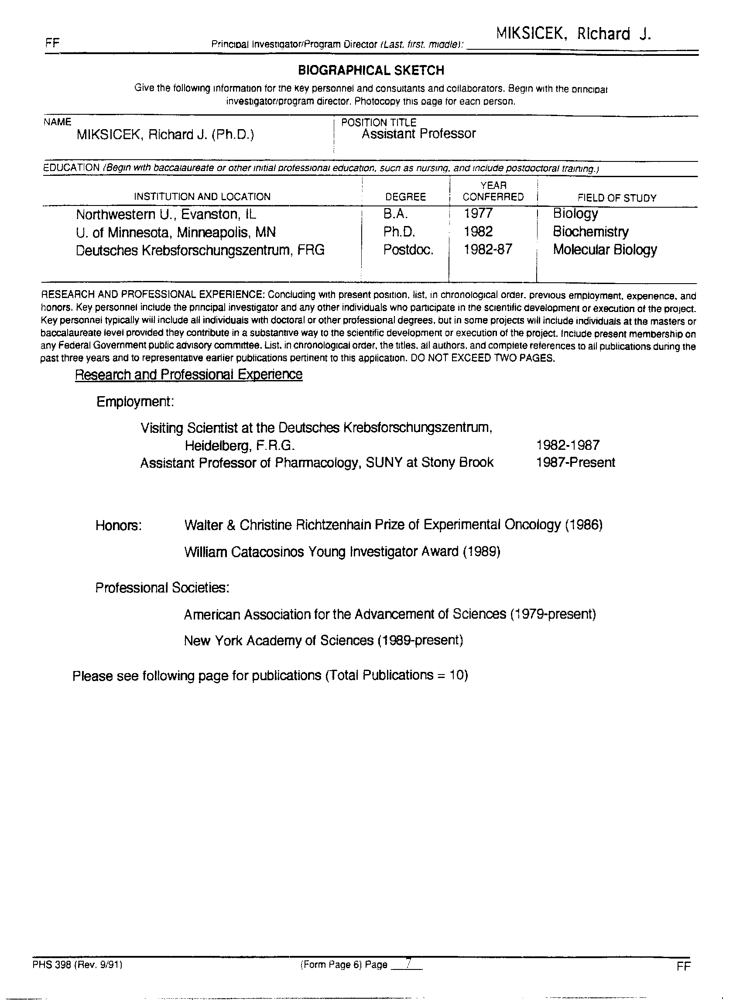 FF
Principal Investigator/Program Director (Last, first, middle): MIKSICEK, RIchard J.
BIOGRAPHICAL SKETCH
Give the following information for the key personnel and consultants and collaborators. Begin with the principal
investigator/program director. Photocopy this page for each person.
NAME
MIKSICEK, Richard J. (Ph.D.)
POSITION TITLE
Assistant Professor
EDUCATION (Begin with baccalaureate or other initial professional education, such as nursing, and include postdoctoral training.)
INSTITUTION AND LOCATION DEGREE YEAR CONFERRED FIELD OF STUDY
Northwestern U., Evanston, IL B.A. 1977 Biology
U. of Minnesota, Minneapolis, MN Ph.D. 1982 Biochemistry
Deutsches Krebsforschungszentrum, FRG Postdoc. 1982-87 Molecular Biology
RESEARCH AND PROFESSIONAL EXPERIENCE: Concluding with present position, list, in chronological order, previous employment, experience, and
honors. Key personnel include the principal investigator and any other individuals who participate in the scientific development or execution of the project.
Key personnel typically will include all individuals with doctoral or other professional degrees, but in some projects will include individuals at the masters or
baccalaureate level provided they contribute in a substantive way to the scientific development or execution of the project. Include present membership on
any Federal Government public advisory committee. List, in chronological order, the titles, all authors, and complete references to all publications during the
past three years and to representative earlier publications pertinent to this application. DO NOT EXCEED TWO PAGES.
Research and Professional Experience
Employment:
Visiting Scientist at the Deutsches Krebsforschungszentrum,
Heidelberg, F.R.G. 1982-1987
Assistant Professor of Pharmacology, SUNY at Stony Brook 1987-Present
Honors: Walter & Christine Richtzenhain Prize of Experimental Oncology (1986)
William Catacosinos Young Investigator Award (1989)
Professional Societies:
American Association for the Advancement of Sciences (1979-present)
New York Academy of Sciences (1989-present)
Please see following page for publications (Total Publications = 10)
PHS 398 (Rev. 9/91) (Form Page 6) Page 7 FF